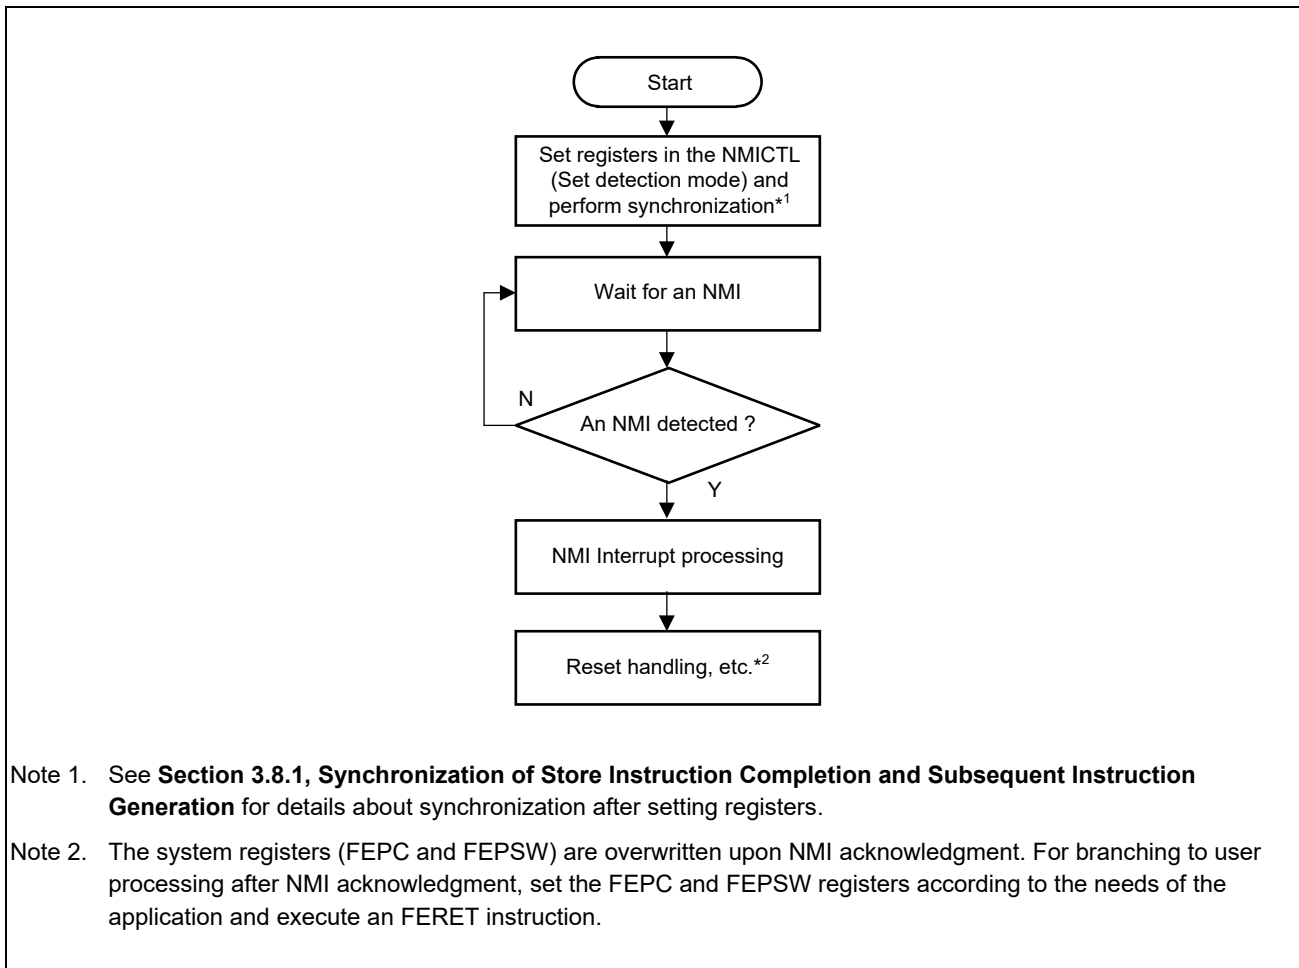 Start
Set registers in the NMICTL
(Set detection mode) and
perform synchronization*1
Wait for an NMI
N
An NMI detected ?
Y
NMI Interrupt processing
Reset handling, etc.*2
Note 1. See Section 3.8.1, Synchronization of Store Instruction Completion and Subsequent Instruction
Generation for details about synchronization after setting registers.
Note 2. The system registers (FEPC and FEPSW) are overwritten upon NMI acknowledgment. For branching to user
processing after NMI acknowledgment, set the FEPC and FEPSW registers according to the needs of the
application and execute an FERET instruction.